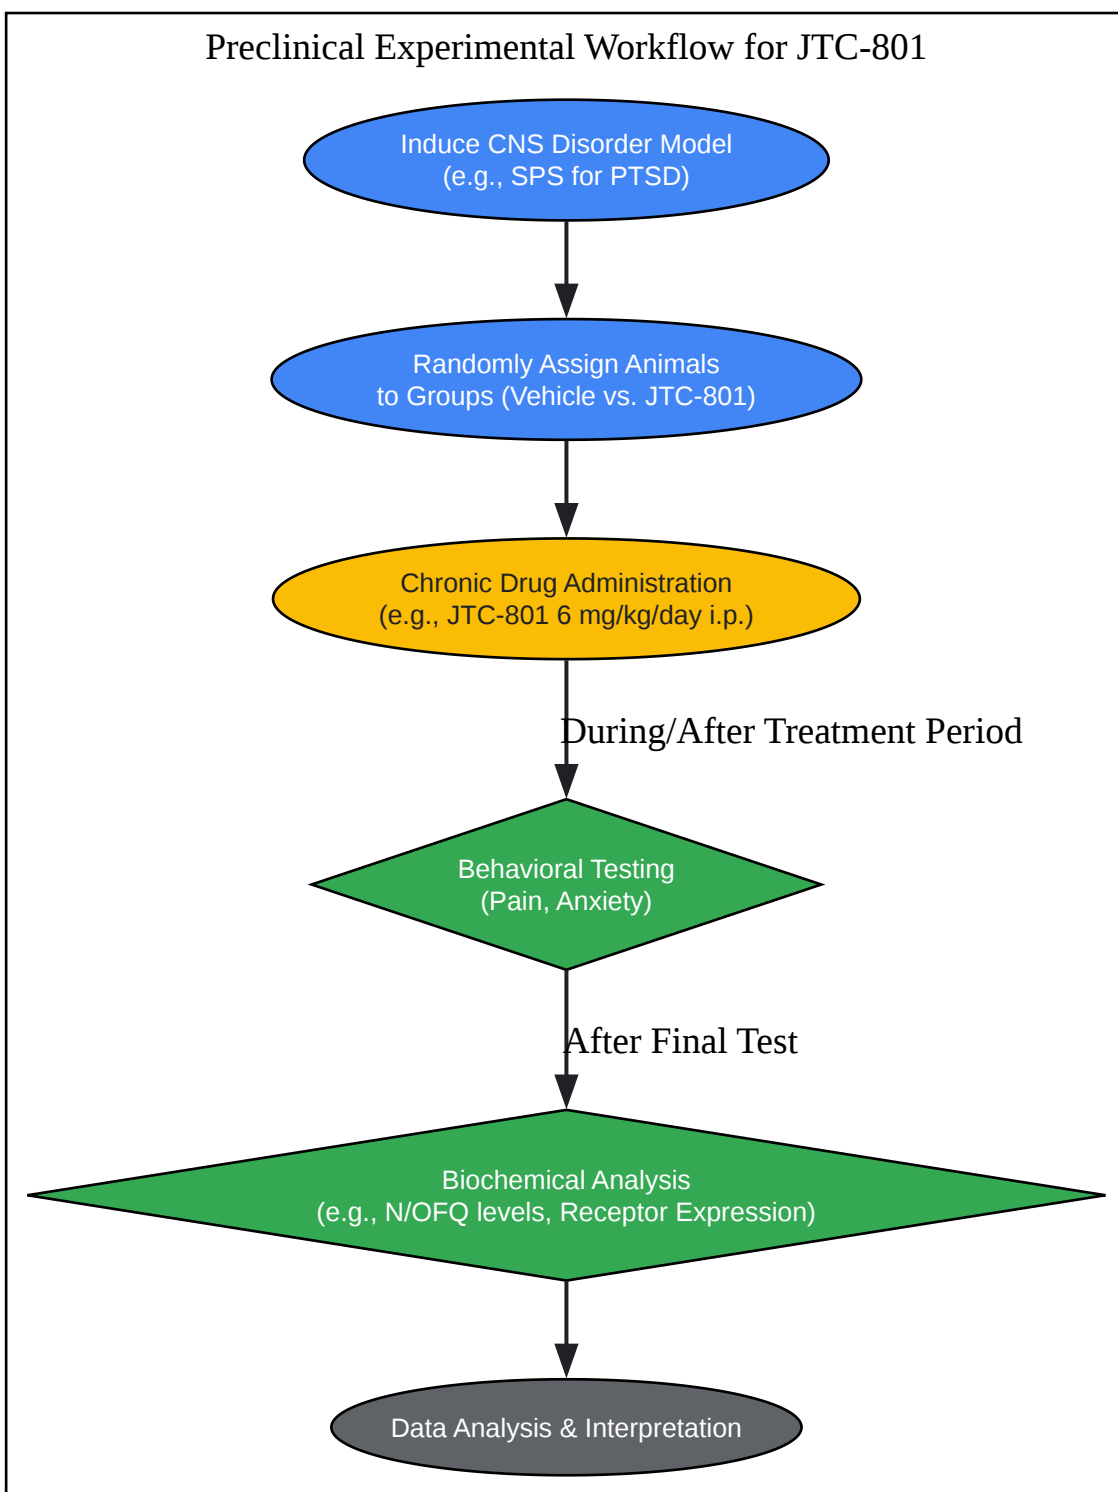 Preclinical Experimental Workflow for JTC-801
Induce CNS Disorder Model
(e.g., SPS for PTSD)
Randomly Assign Animals
to Groups (Vehicle vs. JTC-801)
Chronic Drug Administration
(e.g., JTC-801 6 mg/kg/day i.p.)
During/After Treatment Period
Behavioral Testing
(Pain, Anxiety)
After Final Test
Biochemical Analysis
(e.g., N/OFQ levels, Receptor Expression)
Data Analysis & Interpretation